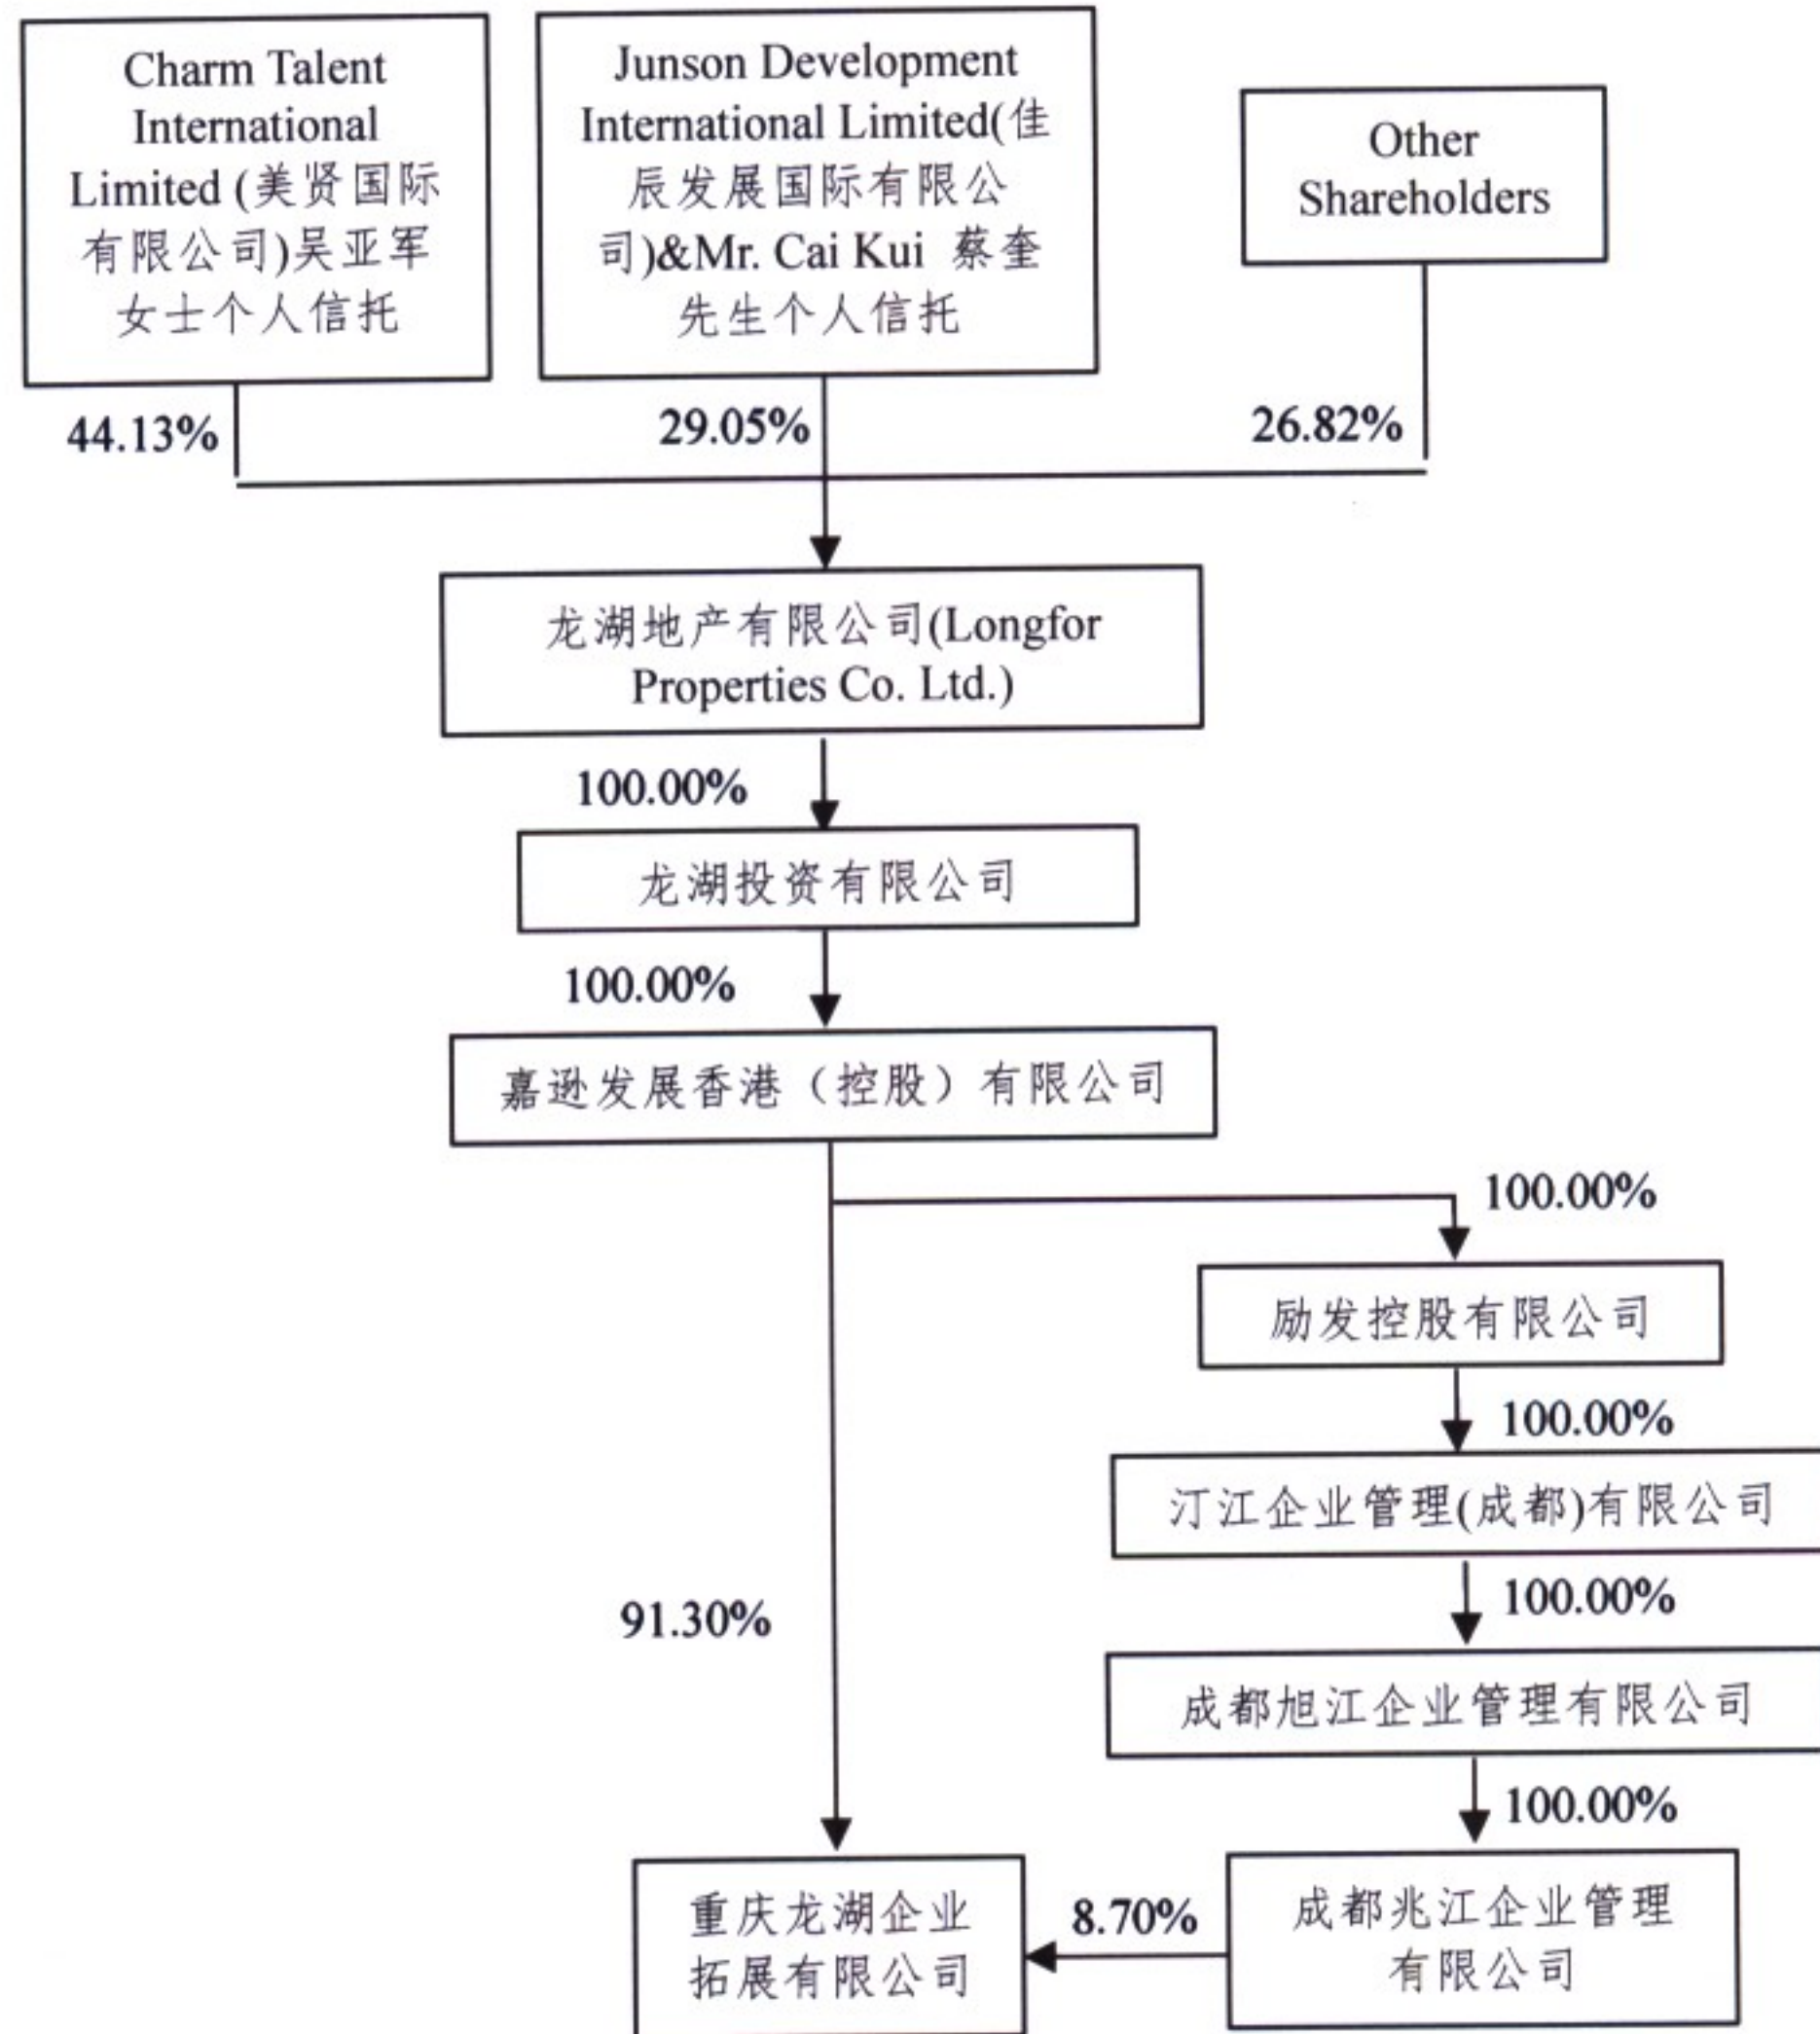 Charm Talent
International
Limited (美贤国际
有限公司)吴亚军
女士个人信托
Junson Development
International Limited(佳
辰发展国际有限公
司)&Mr. Cai Kui 蔡奎
先生个人信托
Other
Shareholders
44.13%
29.05%
26.82%
龙湖地产有限公司(Longfor
Properties Co. Ltd.)
100.00%
龙湖投资有限公司
100.00%
嘉逊发展香港（控股）有限公司
100.00%
励发控股有限公司
100.00%
汀江企业管理(成都)有限公司
100.00%
91.30%
成都旭江企业管理有限公司
100.00%
重庆龙湖企业
拓展有限公司
8.70%
成都兆江企业管理
有限公司